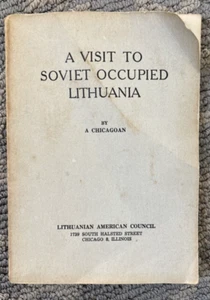 A VISIT TO
SOVIET OCCUPIED
LITHUANIA
BY
A CHICAGOAN
LITHUANIAN AMERICAN COUNCIL
1739 SOUTH HALSTED STREET
CHICAGO 8, ILLINOIS